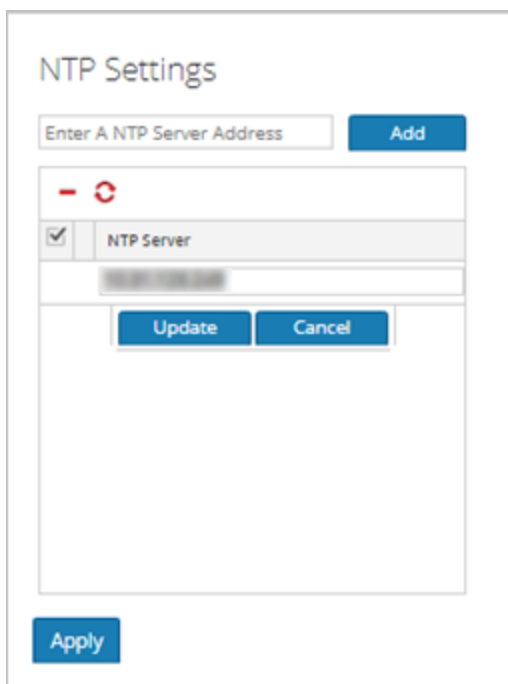 NTP Settings
Enter A NTP Server Address
Add
NTP Server
Update
Cancel
Apply